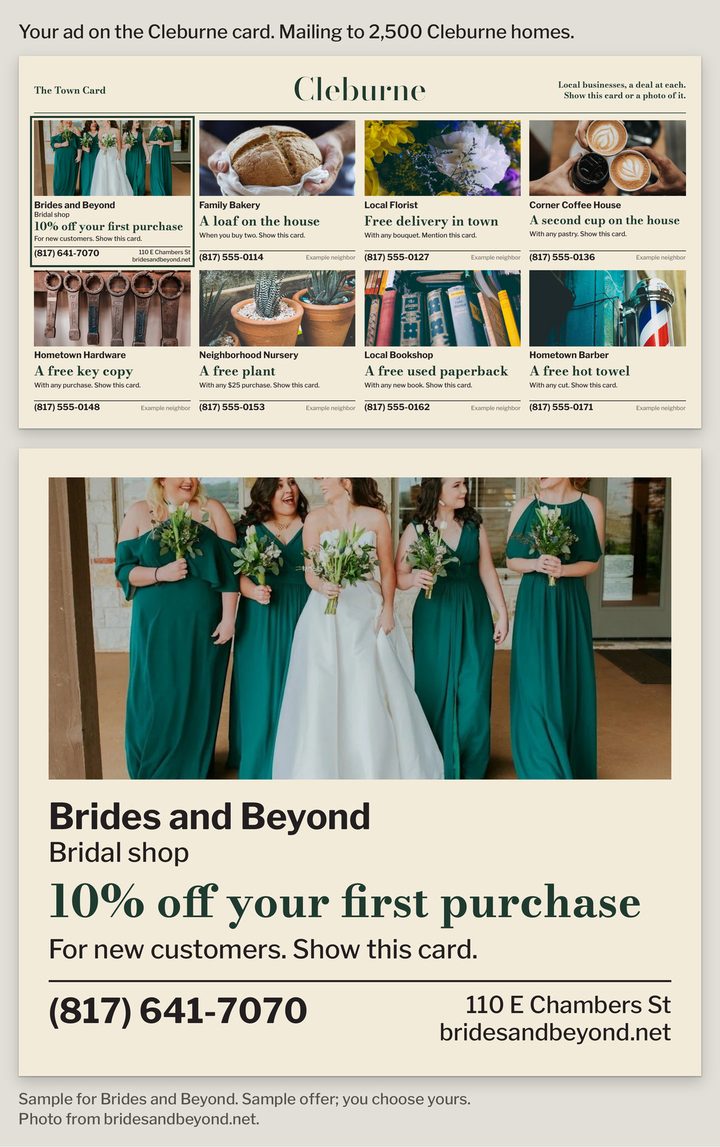 Your ad on the Cleburne card. Mailing to 2,500 Cleburne homes.
The Town Card
Cleburne
Local businesses, a deal at each.
Show this card or a photo of it.
Brides and Beyond
Bridal shop
10% off your first purchase
For new customers. Show this card.
(817) 641-7070
110 E Chambers St
bridesandbeyond.net
Family Bakery
A loaf on the house
When you buy two. Show this card.
(817) 555-0114
Example neighbor
Local Florist
Free delivery in town
With any bouquet. Mention this card.
(817) 555-0127
Example neighbor
Corner Coffee House
A second cup on the house
With any pastry. Show this card.
(817) 555-0136
Example neighbor
Hometown Hardware
A free key copy
With any purchase. Show this card.
(817) 555-0148
Example neighbor
Neighborhood Nursery
A free plant
With any $25 purchase. Show this card.
(817) 555-0153
Example neighbor
Local Bookshop
A free used paperback
With any new book. Show this card.
(817) 555-0162
Example neighbor
Hometown Barber
A free hot towel
With any cut. Show this card.
(817) 555-0171
Example neighbor
Brides and Beyond
Bridal shop
10% off your first purchase
For new customers. Show this card.
(817) 641-7070
110 E Chambers St
bridesandbeyond.net
Sample for Brides and Beyond. Sample offer; you choose yours.
Photo from bridesandbeyond.net.